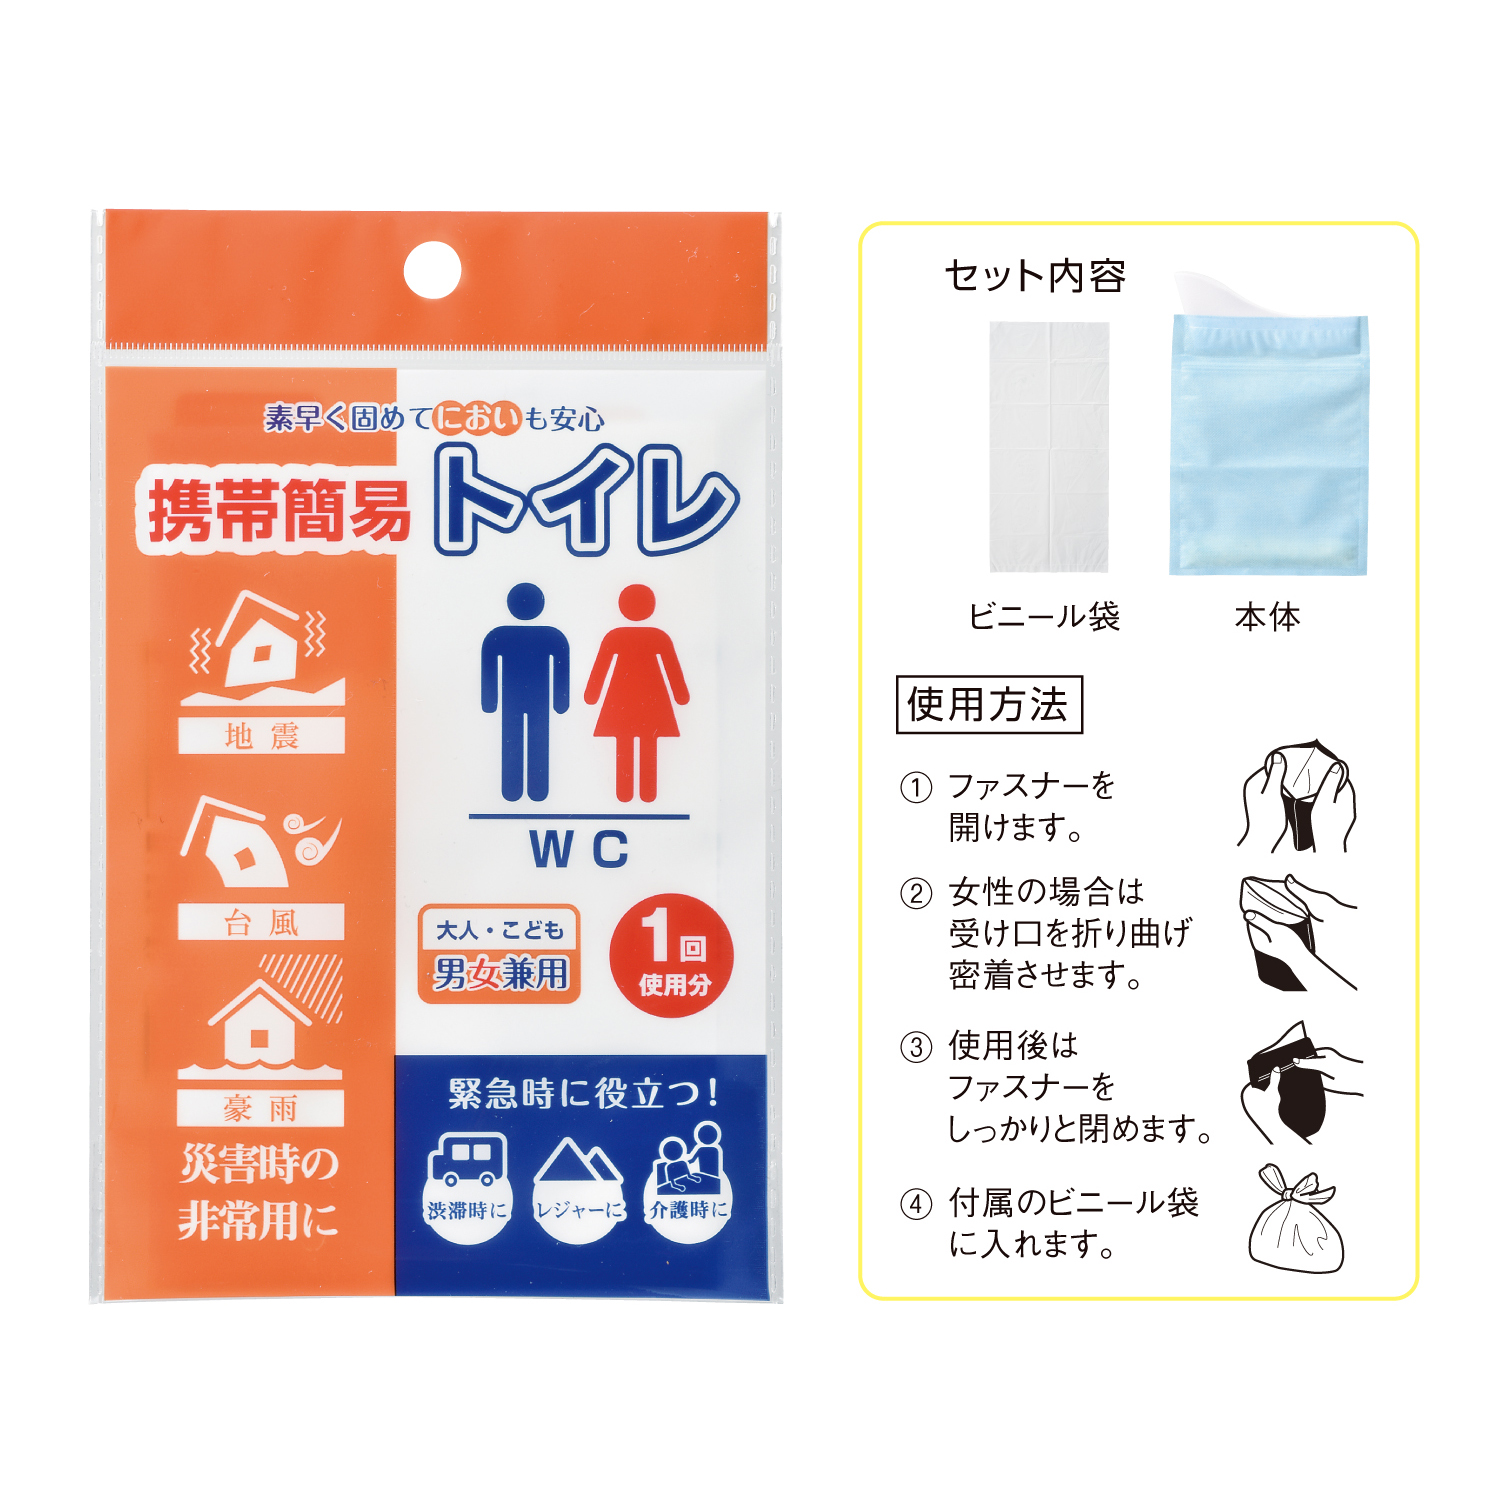 素早く固めてにおいも安心
携帯簡易トイレ
地震
台風
豪雨
災害時の
非常用に
WC
大人・こども
男女兼用
1回
使用分
緊急時に役立つ！
渋滞時に
レジャーに
介護時に
セット内容
ビニール袋
本体
使用方法
① ファスナーを
開けます。
② 女性の場合は
受け口を折り曲げ
密着させます。
③ 使用後は
ファスナーを
しっかりと閉めます。
④ 付属のビニール袋
に入れます。